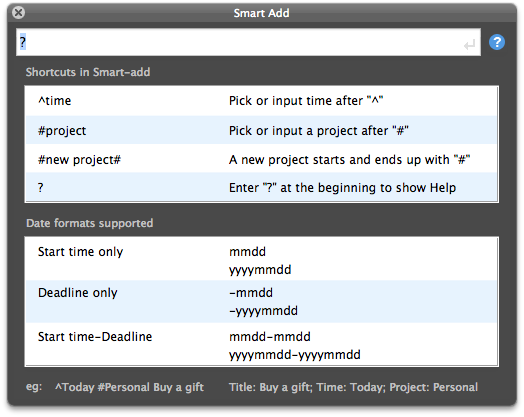 Smart Add
?
?
Shortcuts in Smart-add
^time Pick or input time after "^"
#project Pick or input a project after "#"
#new project# A new project starts and ends up with "#"
? Enter "?" at the beginning to show Help
Date formats supported
Start time only mmdd
yyyymmdd
Deadline only -mmdd
-yyyymmdd
Start time-Deadline mmdd-mmdd
yyyymmdd-yyyymmdd
eg: ^Today #Personal Buy a gift Title: Buy a gift; Time: Today; Project: Personal